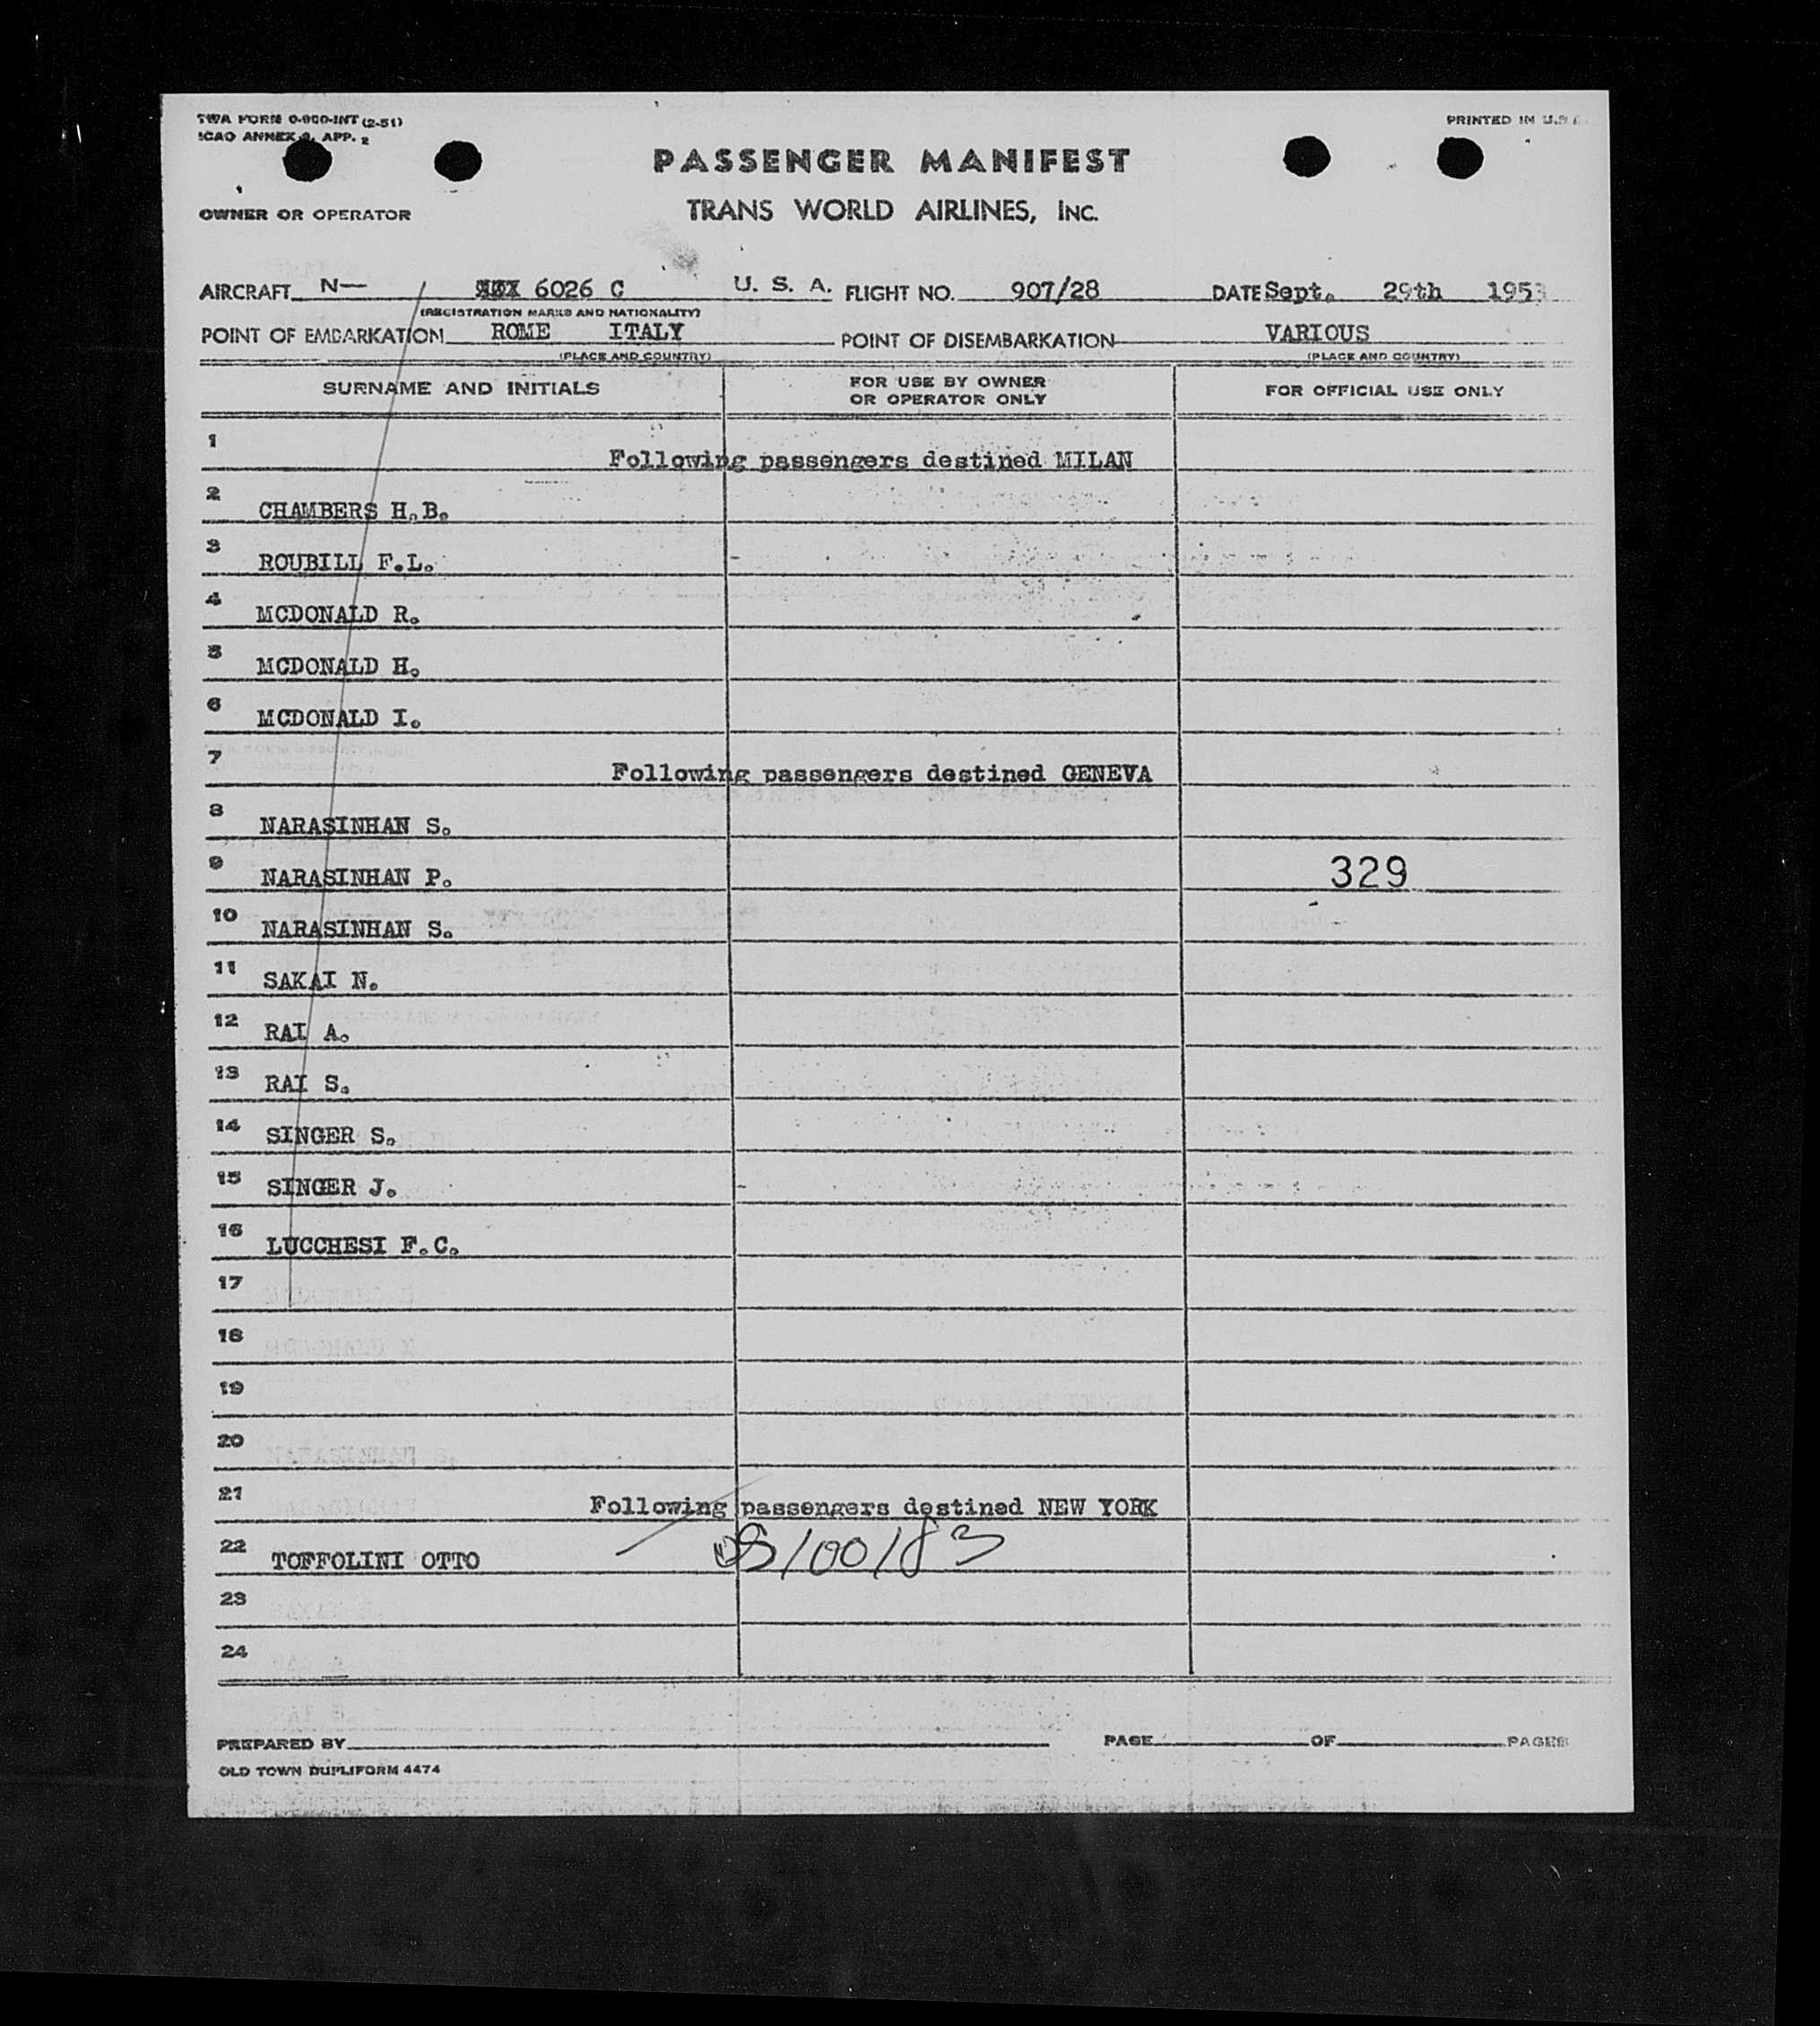 TWA FORM 0-900-INT (2-51)
ICAO ANNEX 9, APP. 2
PRINTED IN U.S.A.
PASSENGER MANIFEST
OWNER OR OPERATOR TRANS WORLD AIRLINES, INC.
AIRCRAFT N— 6026 C U. S. A. FLIGHT NO. 907/28 DATE Sept. 29th 1953
(REGISTRATION MARKS AND NATIONALITY)
POINT OF EMBARKATION ROME ITALY POINT OF DISEMBARKATION VARIOUS
(PLACE AND COUNTRY) (PLACE AND COUNTRY)
SURNAME AND INITIALS FOR USE BY OWNER OR OPERATOR ONLY FOR OFFICIAL USE ONLY
1 Following passengers destined MILAN
2 CHAMBERS H.B.
3 ROUBILL F.L.
4 MCDONALD R.
5 MCDONALD H.
6 MCDONALD I.
7 Following passengers destined GENEVA
8 NARASINHAN S.
9 NARASINHAN P. 329
10 NARASINHAN S.
11 SAKAI N.
12 RAI A.
13 RAI S.
14 SINGER S.
15 SINGER J.
16 LUCCHESI F.C.
17
18
19
20
21 Following passengers destined NEW YORK
22 TOFFOLINI OTTO
23
24
PREPARED BY PAGE OF PAGES
OLD TOWN DUPLIFORM 4474